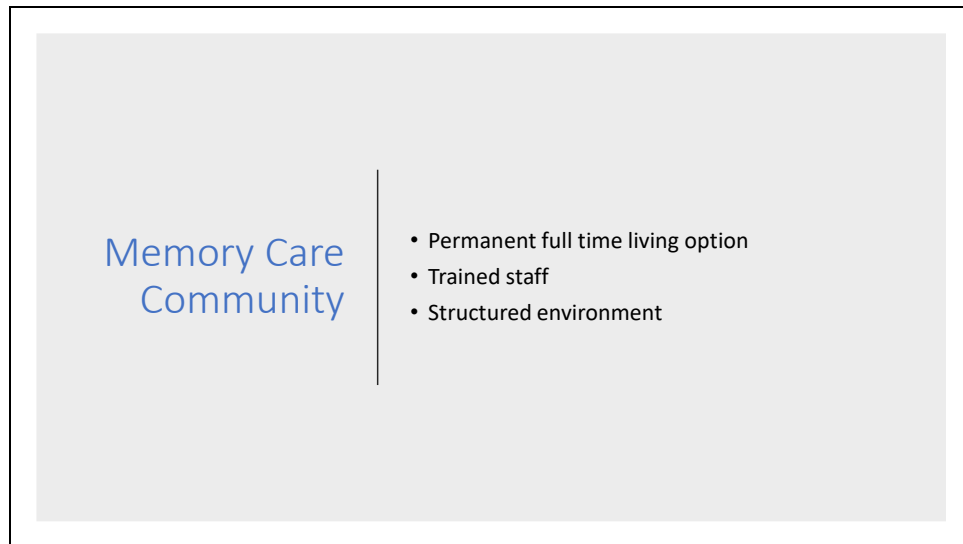 Memory Care
Community
• Permanent full time living option
• Trained staff
• Structured environment